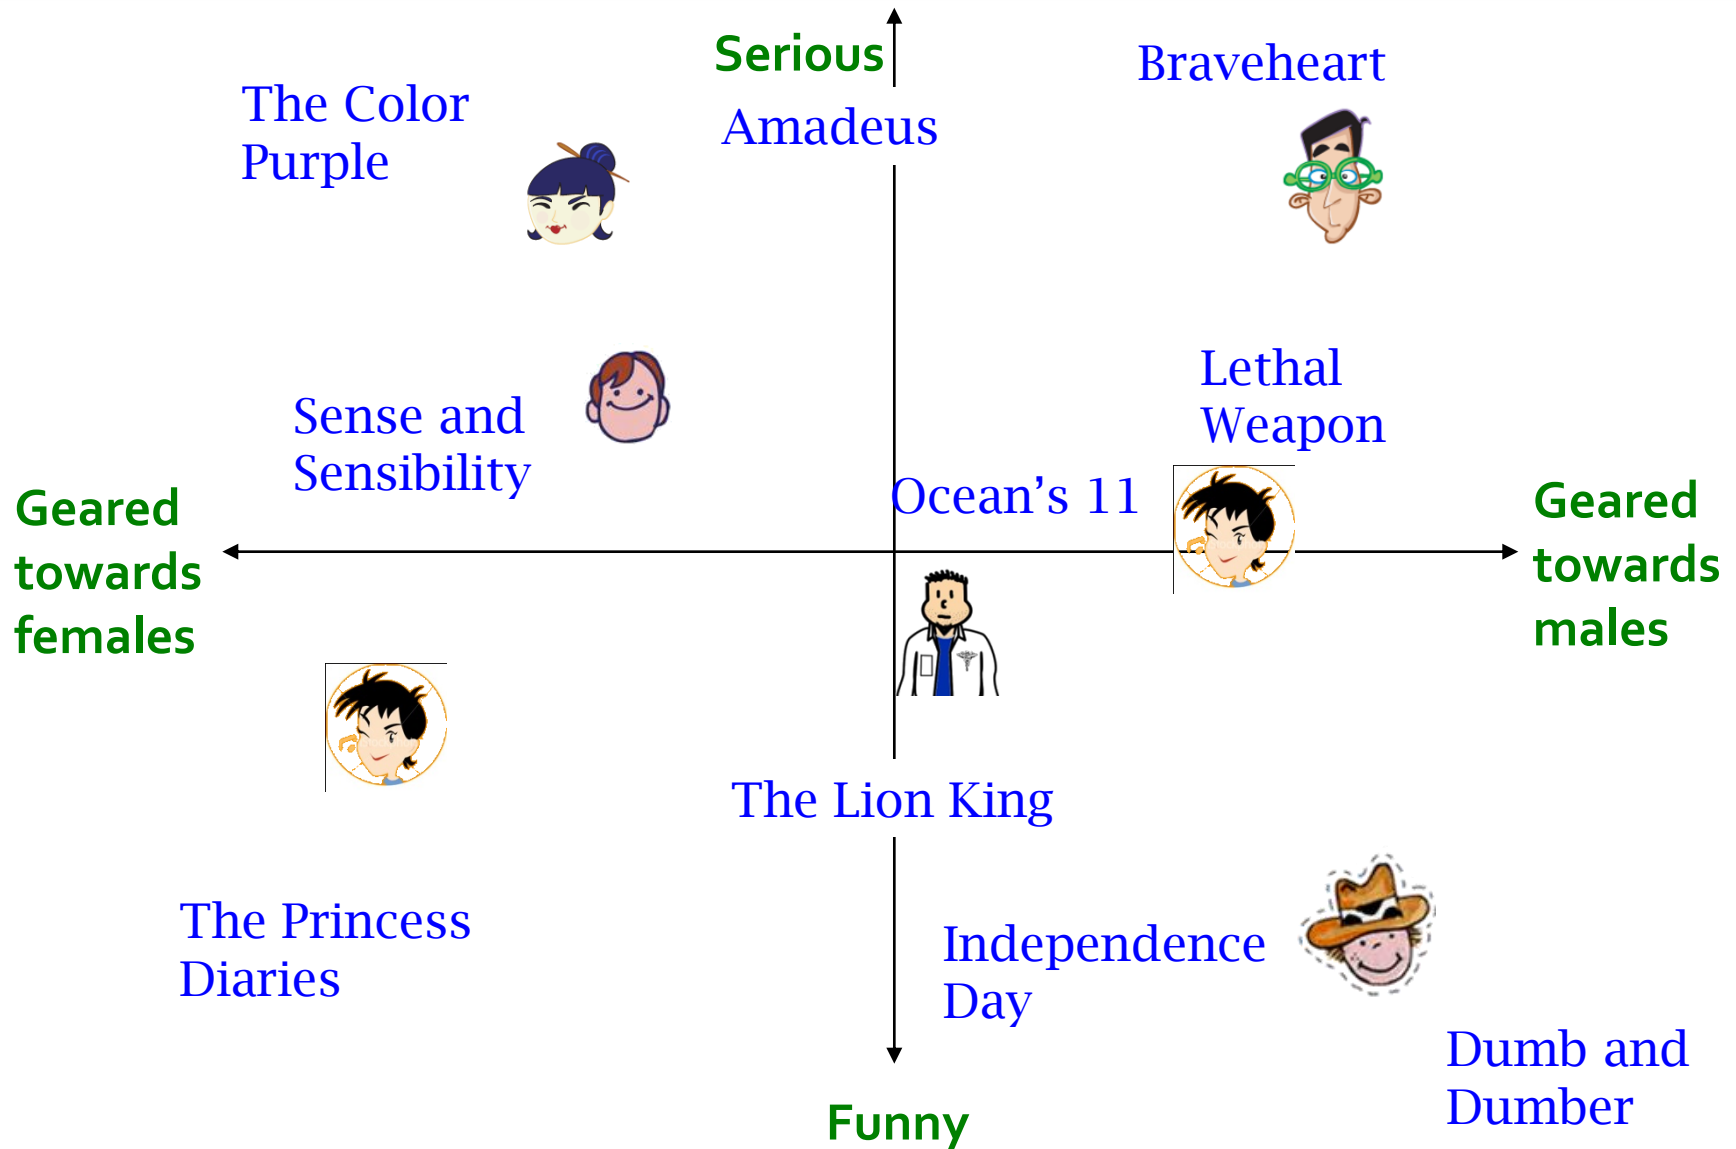 Serious
Braveheart
The Color
Purple
Amadeus
Lethal
Weapon
Sense and
Sensibility
Ocean’s 11
Geared
towards
females
Geared
towards
males
The Lion King
The Princess
Diaries
Independence
Day
Dumb and
Dumber
Funny